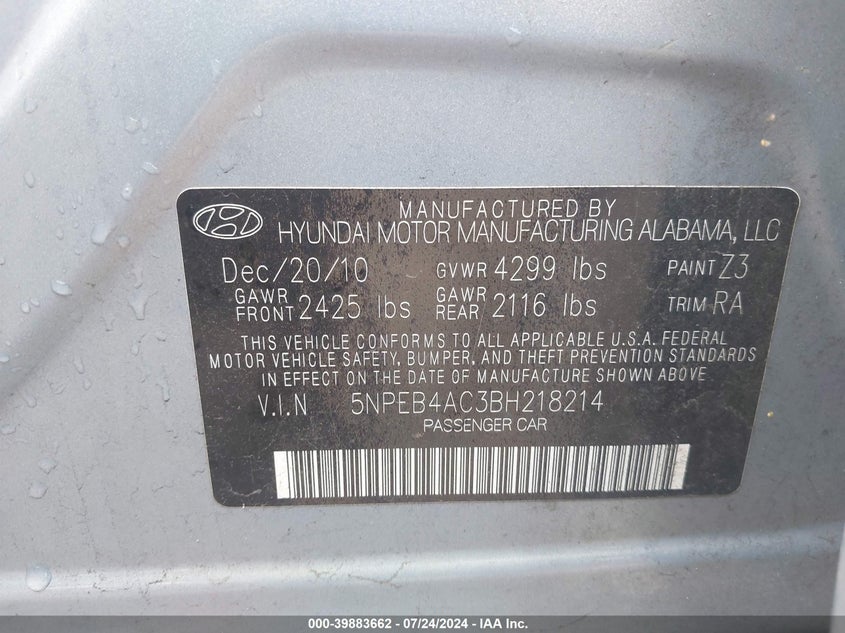 MANUFACTURED BY
HYUNDAI MOTOR MANUFACTURING ALABAMA, LLC
Dec/20/10 GVWR 4299 lbs PAINT Z3
GAWR FRONT 2425 lbs GAWR REAR 2116 lbs TRIM RA
THIS VEHICLE CONFORMS TO ALL APPLICABLE U.S.A. FEDERAL
MOTOR VEHICLE SAFETY, BUMPER, AND THEFT PREVENTION STANDARDS
IN EFFECT ON THE DATE OF MANUFACTURE SHOWN ABOVE
V.I.N 5NPEB4AC3BH218214
PASSENGER CAR
000-39883662 - 07/24/2024 - IAA Inc.